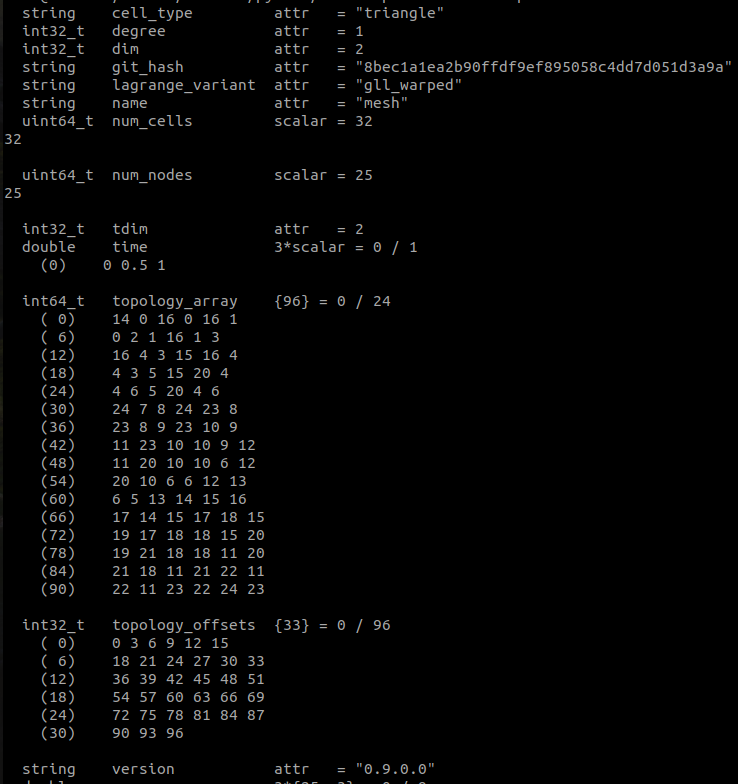 string cell_type attr = "triangle"
int32_t degree attr = 1
int32_t dim attr = 2
string git_hash attr = "8bec1a1ea2b90ffdf9ef895058c4dd7d051d3a9a"
string lagrange_variant attr = "gll_warped"
string name attr = "mesh"
uint64_t num_cells scalar = 32
32
uint64_t num_nodes scalar = 25
25
int32_t tdim attr = 2
double time 3*scalar = 0 / 1
(0) 0 0.5 1
int64_t topology_array {96} = 0 / 24
( 0) 14 0 16 0 16 1
( 6) 0 2 1 16 1 3
(12) 16 4 3 15 16 4
(18) 4 3 5 15 20 4
(24) 4 6 5 20 4 6
(30) 24 7 8 24 23 8
(36) 23 8 9 23 10 9
(42) 11 23 10 10 9 12
(48) 11 20 10 10 6 12
(54) 20 10 6 6 12 13
(60) 6 5 13 14 15 16
(66) 17 14 15 17 18 15
(72) 19 17 18 18 15 20
(78) 19 21 18 18 11 20
(84) 21 18 11 21 22 11
(90) 22 11 23 22 24 23
int32_t topology_offsets {33} = 0 / 96
( 0) 0 3 6 9 12 15
( 6) 18 21 24 27 30 33
(12) 36 39 42 45 48 51
(18) 54 57 60 63 66 69
(24) 72 75 78 81 84 87
(30) 90 93 96
string version attr = "0.9.0.0"